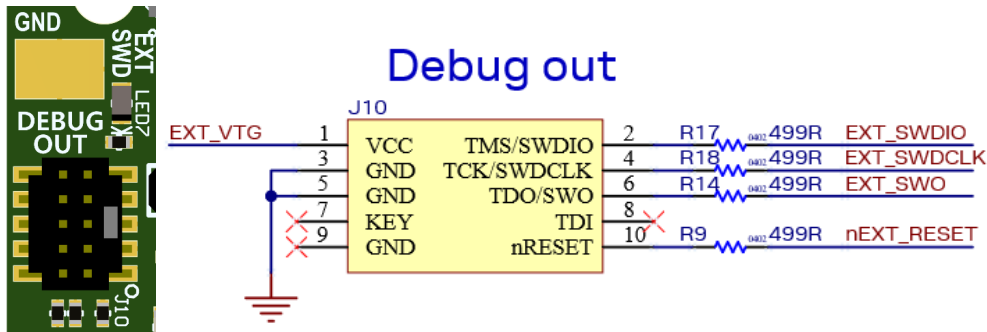 GND
EXT
SWD
LED7
DEBUG
OUT
J10
Debug out
J10
EXT_VTG 1 VCC TMS/SWDIO 2 R17 0402 499R EXT_SWDIO
3 GND TCK/SWDCLK 4 R18 0402 499R EXT_SWDCLK
5 GND TDO/SWO 6 R14 0402 499R EXT_SWO
7 KEY TDI 8
9 GND nRESET 10 R9 0402 499R nEXT_RESET